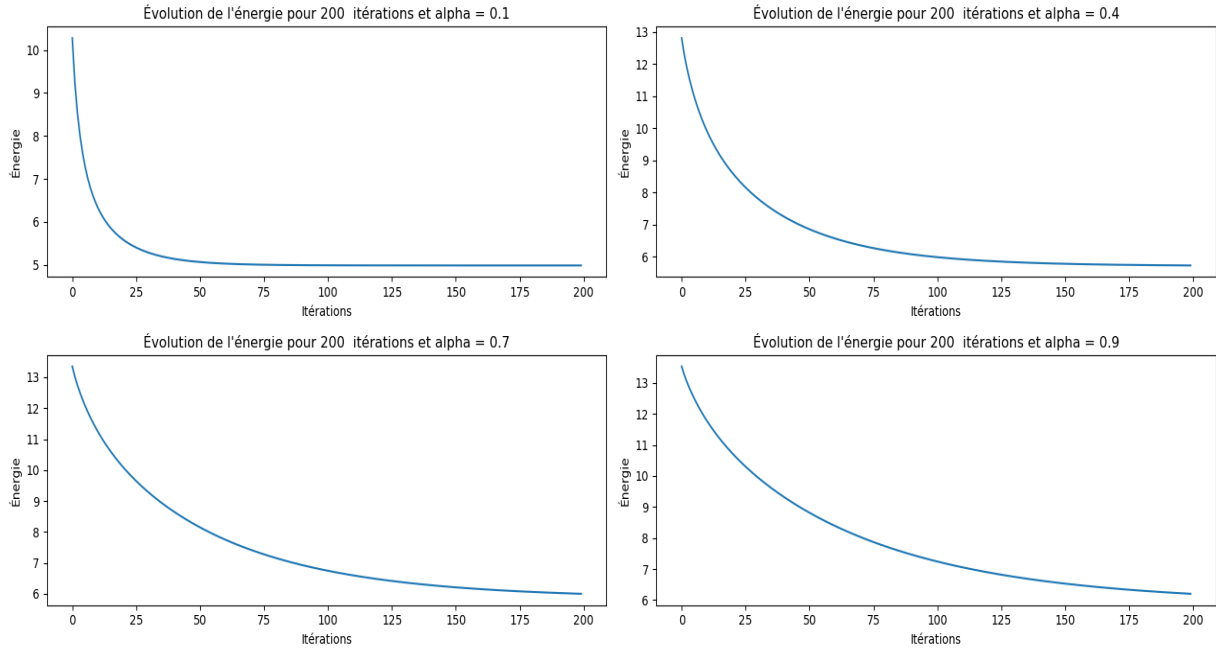 Évolution de l'énergie pour 200  itérations et alpha = 0.1
10
9
8
7
6
5
Énergie
0 25 50 75 100 125 150 175 200
Itérations
Évolution de l'énergie pour 200  itérations et alpha = 0.4
13
12
11
10
9
8
7
6
Énergie
0 25 50 75 100 125 150 175 200
Itérations
Évolution de l'énergie pour 200  itérations et alpha = 0.7
13
12
11
10
9
8
7
6
Énergie
0 25 50 75 100 125 150 175 200
Itérations
Évolution de l'énergie pour 200  itérations et alpha = 0.9
13
12
11
10
9
8
7
6
Énergie
0 25 50 75 100 125 150 175 200
Itérations